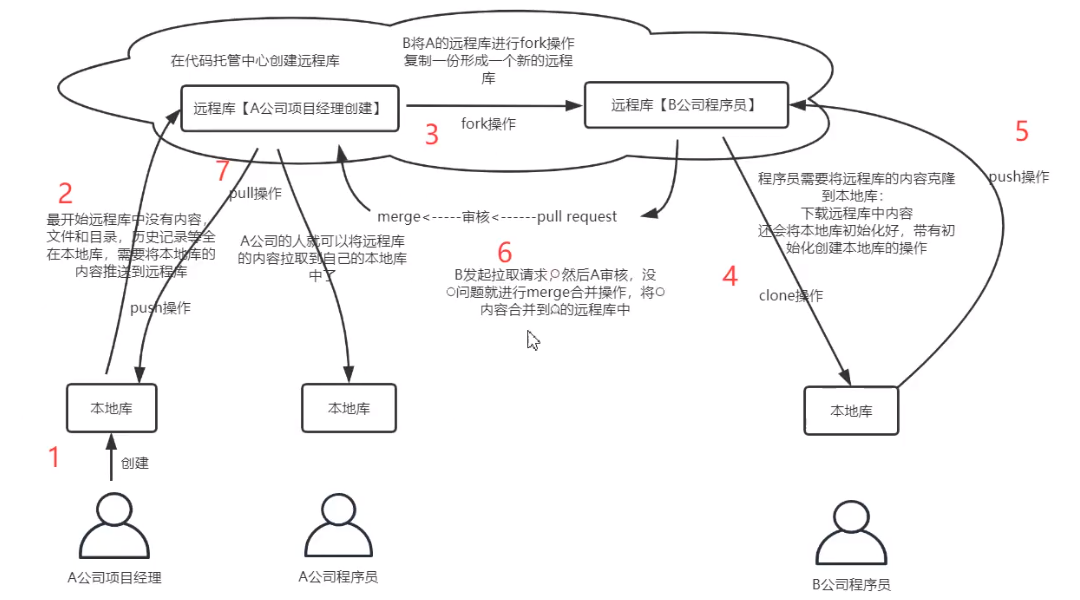 B将A的远程库进行fork操作
复制一份形成一个新的远程
库
在代码托管中心创建远程库
远程库【A公司项目经理创建】
远程库【B公司程序员】
fork操作
3
5
7
2
pull操作
push操作
程序员需要将远程库的内容克隆
到本地库：
下载远程库中内容
还会将本地库初始化好，带有初
始化创建本地库的操作
最开始远程库中没有内容，
文件和目录，历史记录等全
在本地库，需要将本地库的
内容推送到远程库
merge<-----审核<------pull request
A公司的人就可以将远程库
的内容拉取到自己的本地库
中了
6
4
B发起拉取请求，然后A审核，没
问题就进行merge合并操作，将
内容合并到的远程库中
clone操作
push操作
本地库
本地库
本地库
1
创建
A公司项目经理
A公司程序员
B公司程序员